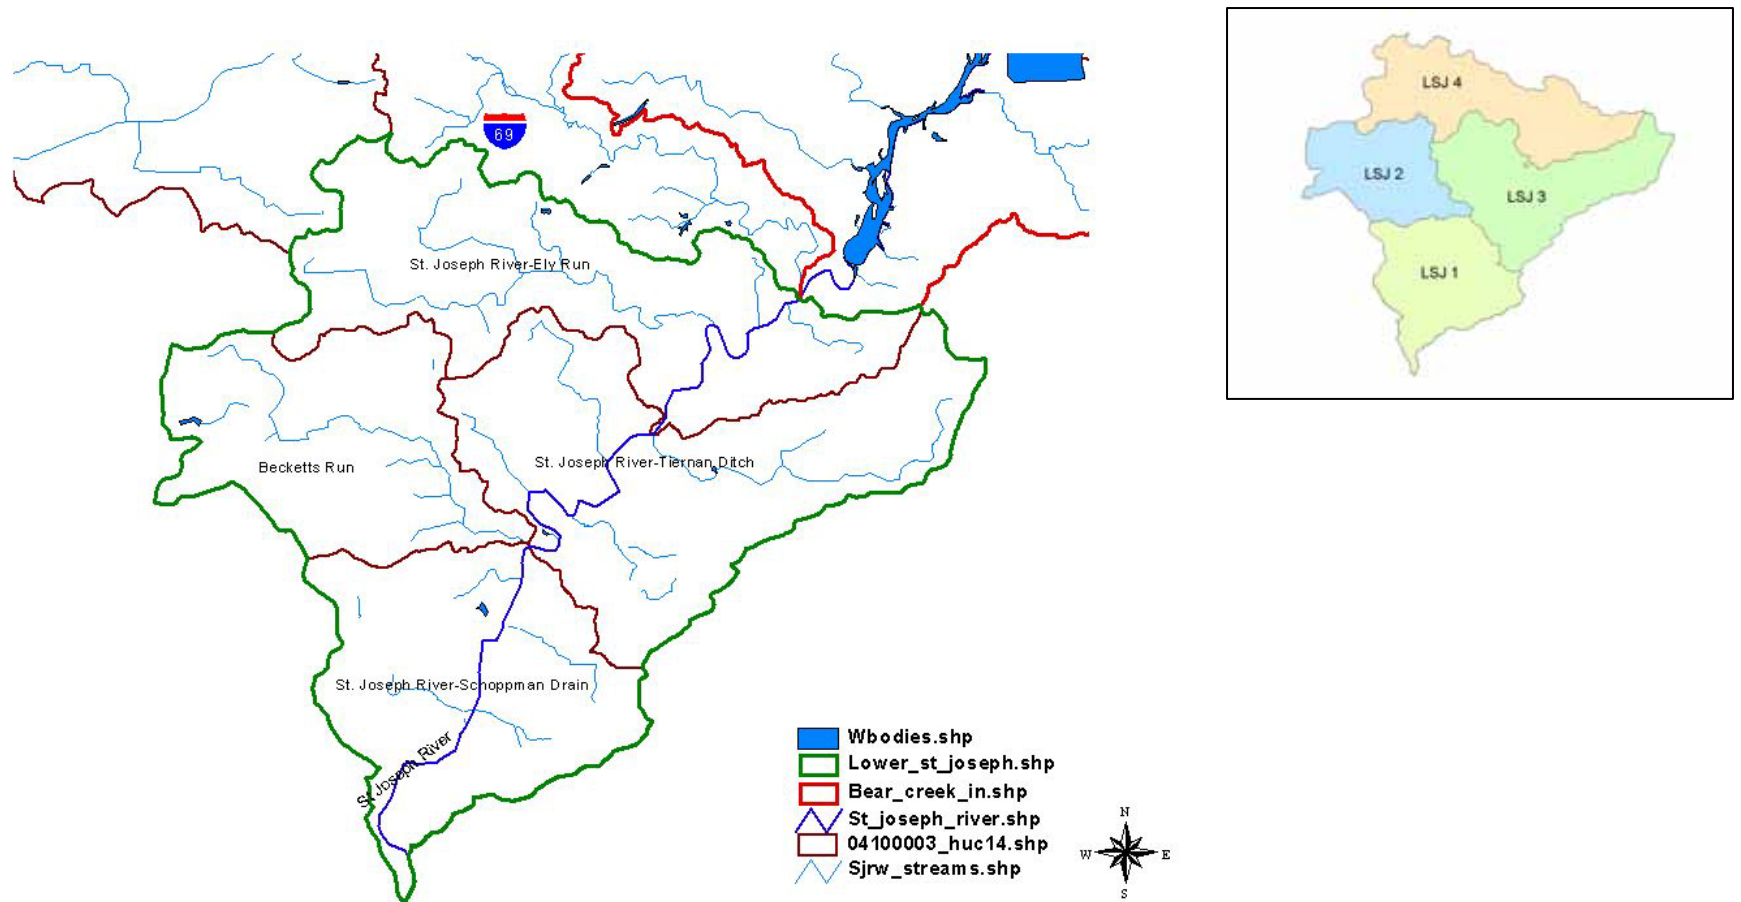 69
St. Joseph River-Ely Run
Becketts Run
St. Joseph River-Tiernan Ditch
St. Joseph River-Schoppman Drain
St Joseph River
Wbodies.shp
Lower_st_joseph.shp
Bear_creek_in.shp
St_joseph_river.shp
04100003_huc14.shp
Sjrw_streams.shp
N
W E
S
LSJ 4
LSJ 2
LSJ 3
LSJ 1